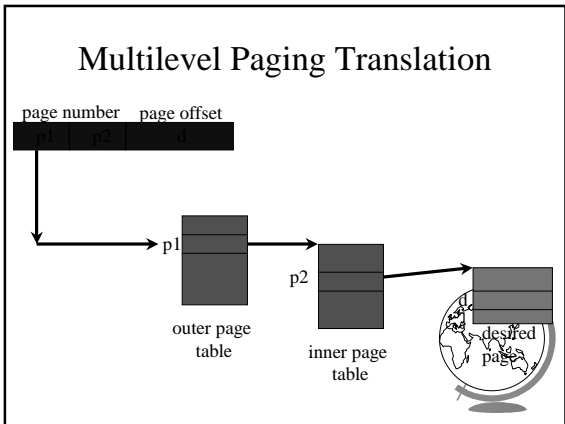 Multilevel Paging Translation
page number page offset
p1 p2 d
p1
p2
d
outer page
table
inner page
table
desired
page